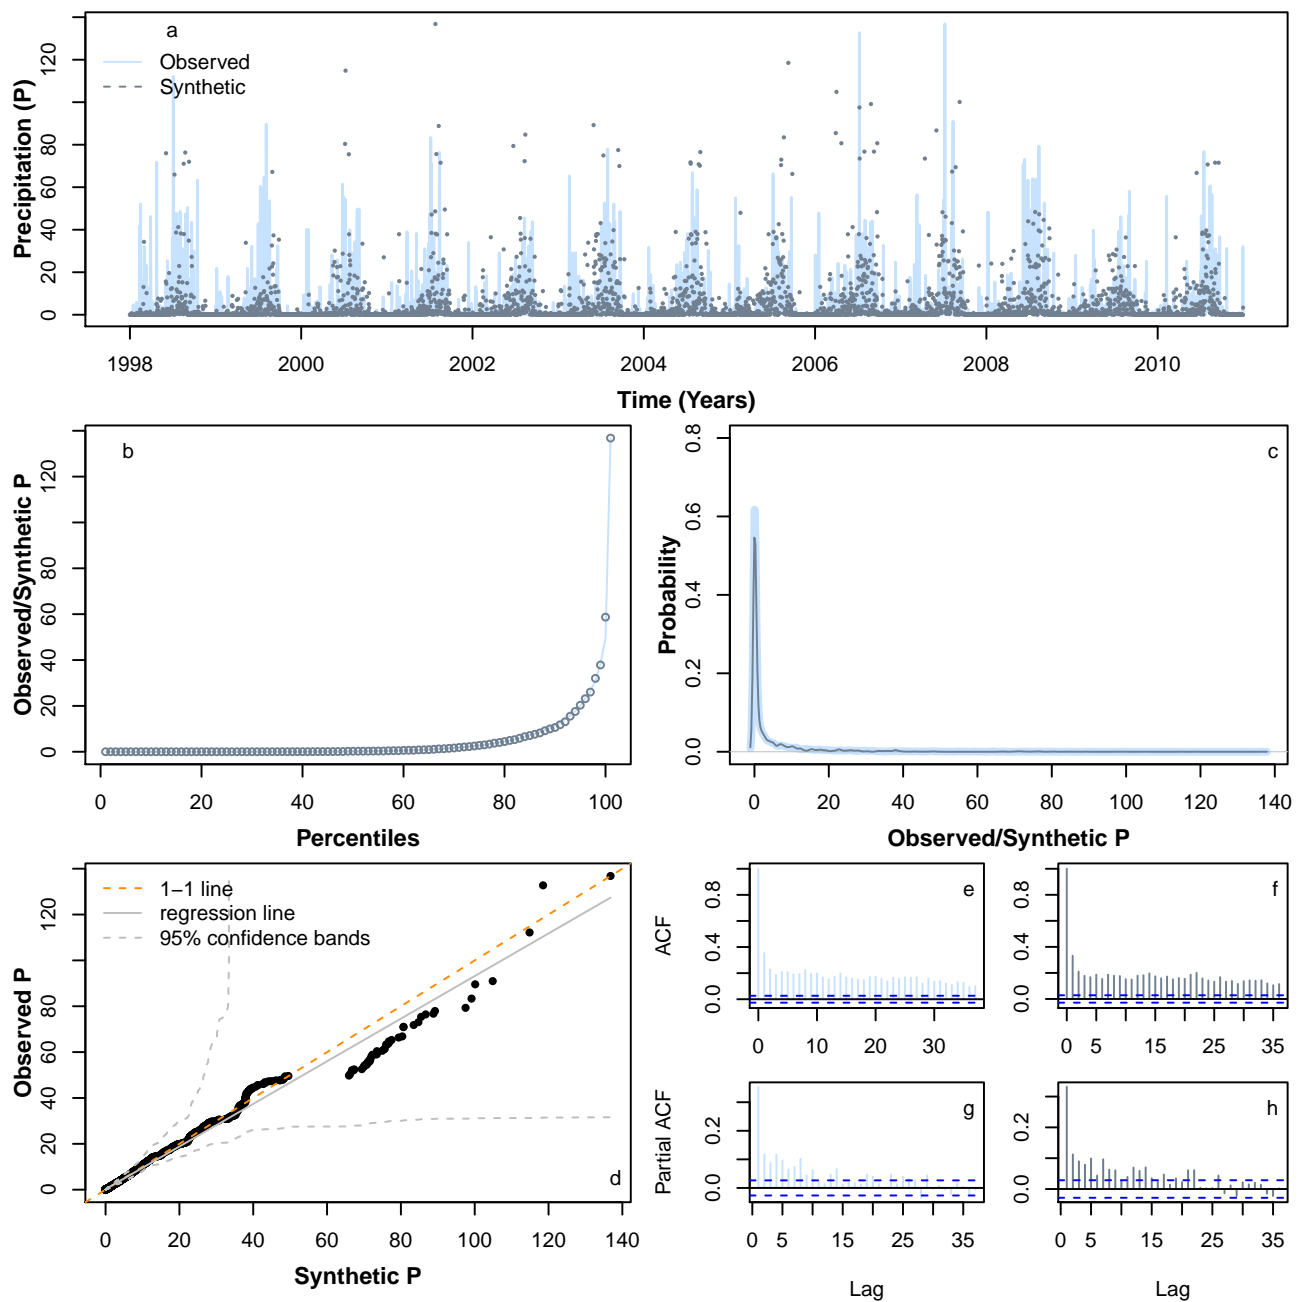 a
Observed
Synthetic
Precipitation (P)
0 20 40 60 80 120
1998 2000 2002 2004 2006 2008 2010
Time (Years)
b
Observed/Synthetic P
0 20 40 60 80 120
0 20 40 60 80 100
Percentiles
c
Probability
0.0 0.2 0.4 0.6 0.8
0 20 40 60 80 100 120 140
Observed/Synthetic P
1−1 line
regression line
95% confidence bands
d
Observed P
0 20 40 60 80 120
0 20 40 60 80 100 120 140
Synthetic P
e
ACF
0.0 0.4 0.8
0 10 20 30
f
0.0 0.4 0.8
0 5 15 25 35
g
Partial ACF
0.0 0.2
0 5 15 25 35
Lag
h
0.0 0.2
0 5 15 25 35
Lag